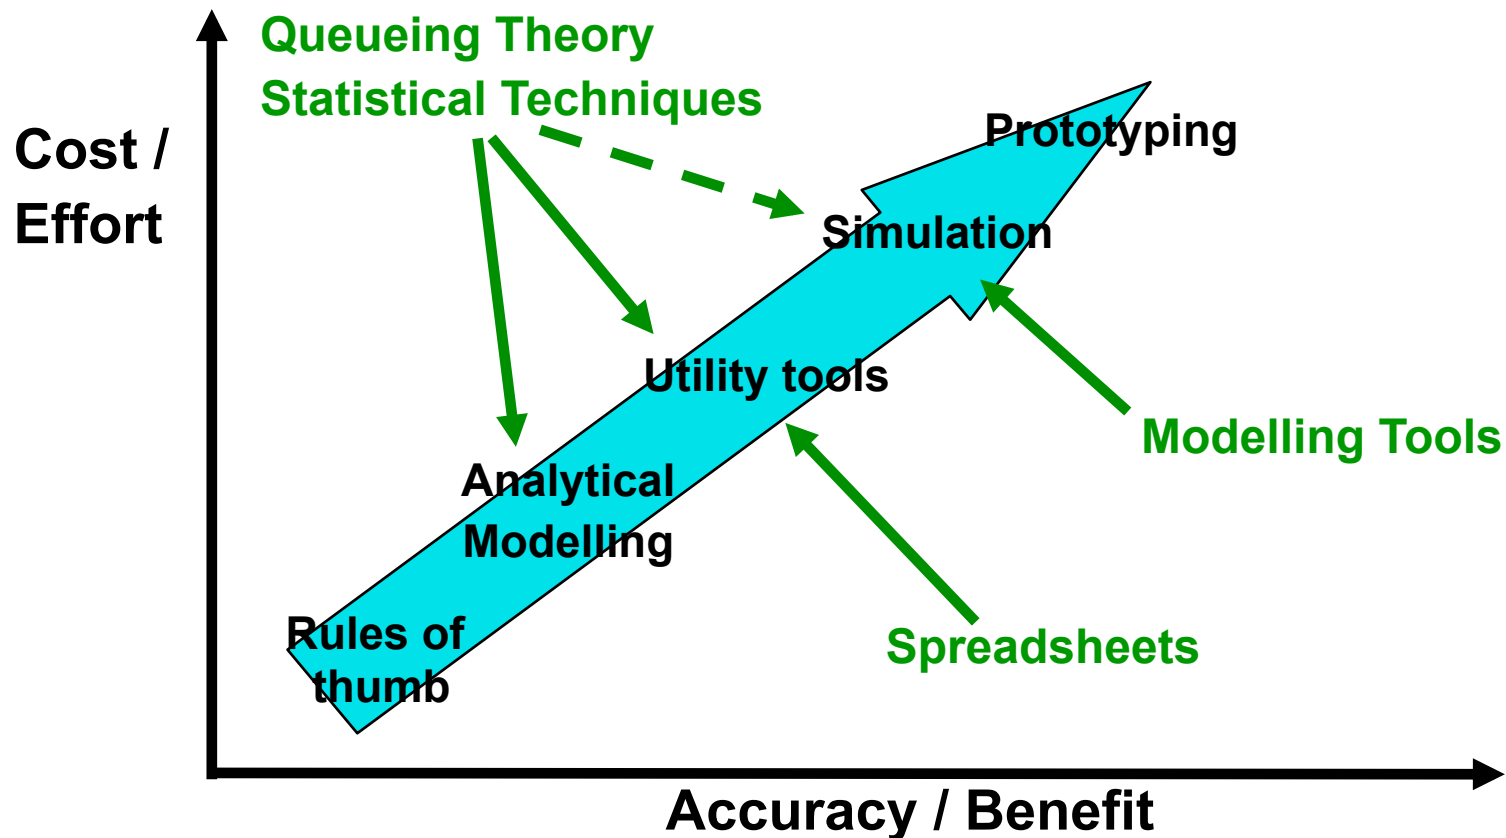 Queueing Theory
Statistical Techniques
Cost /
Effort
Prototyping
Simulation
Utility tools
Modelling Tools
Analytical
Modelling
Rules of
thumb
Spreadsheets
Accuracy / Benefit